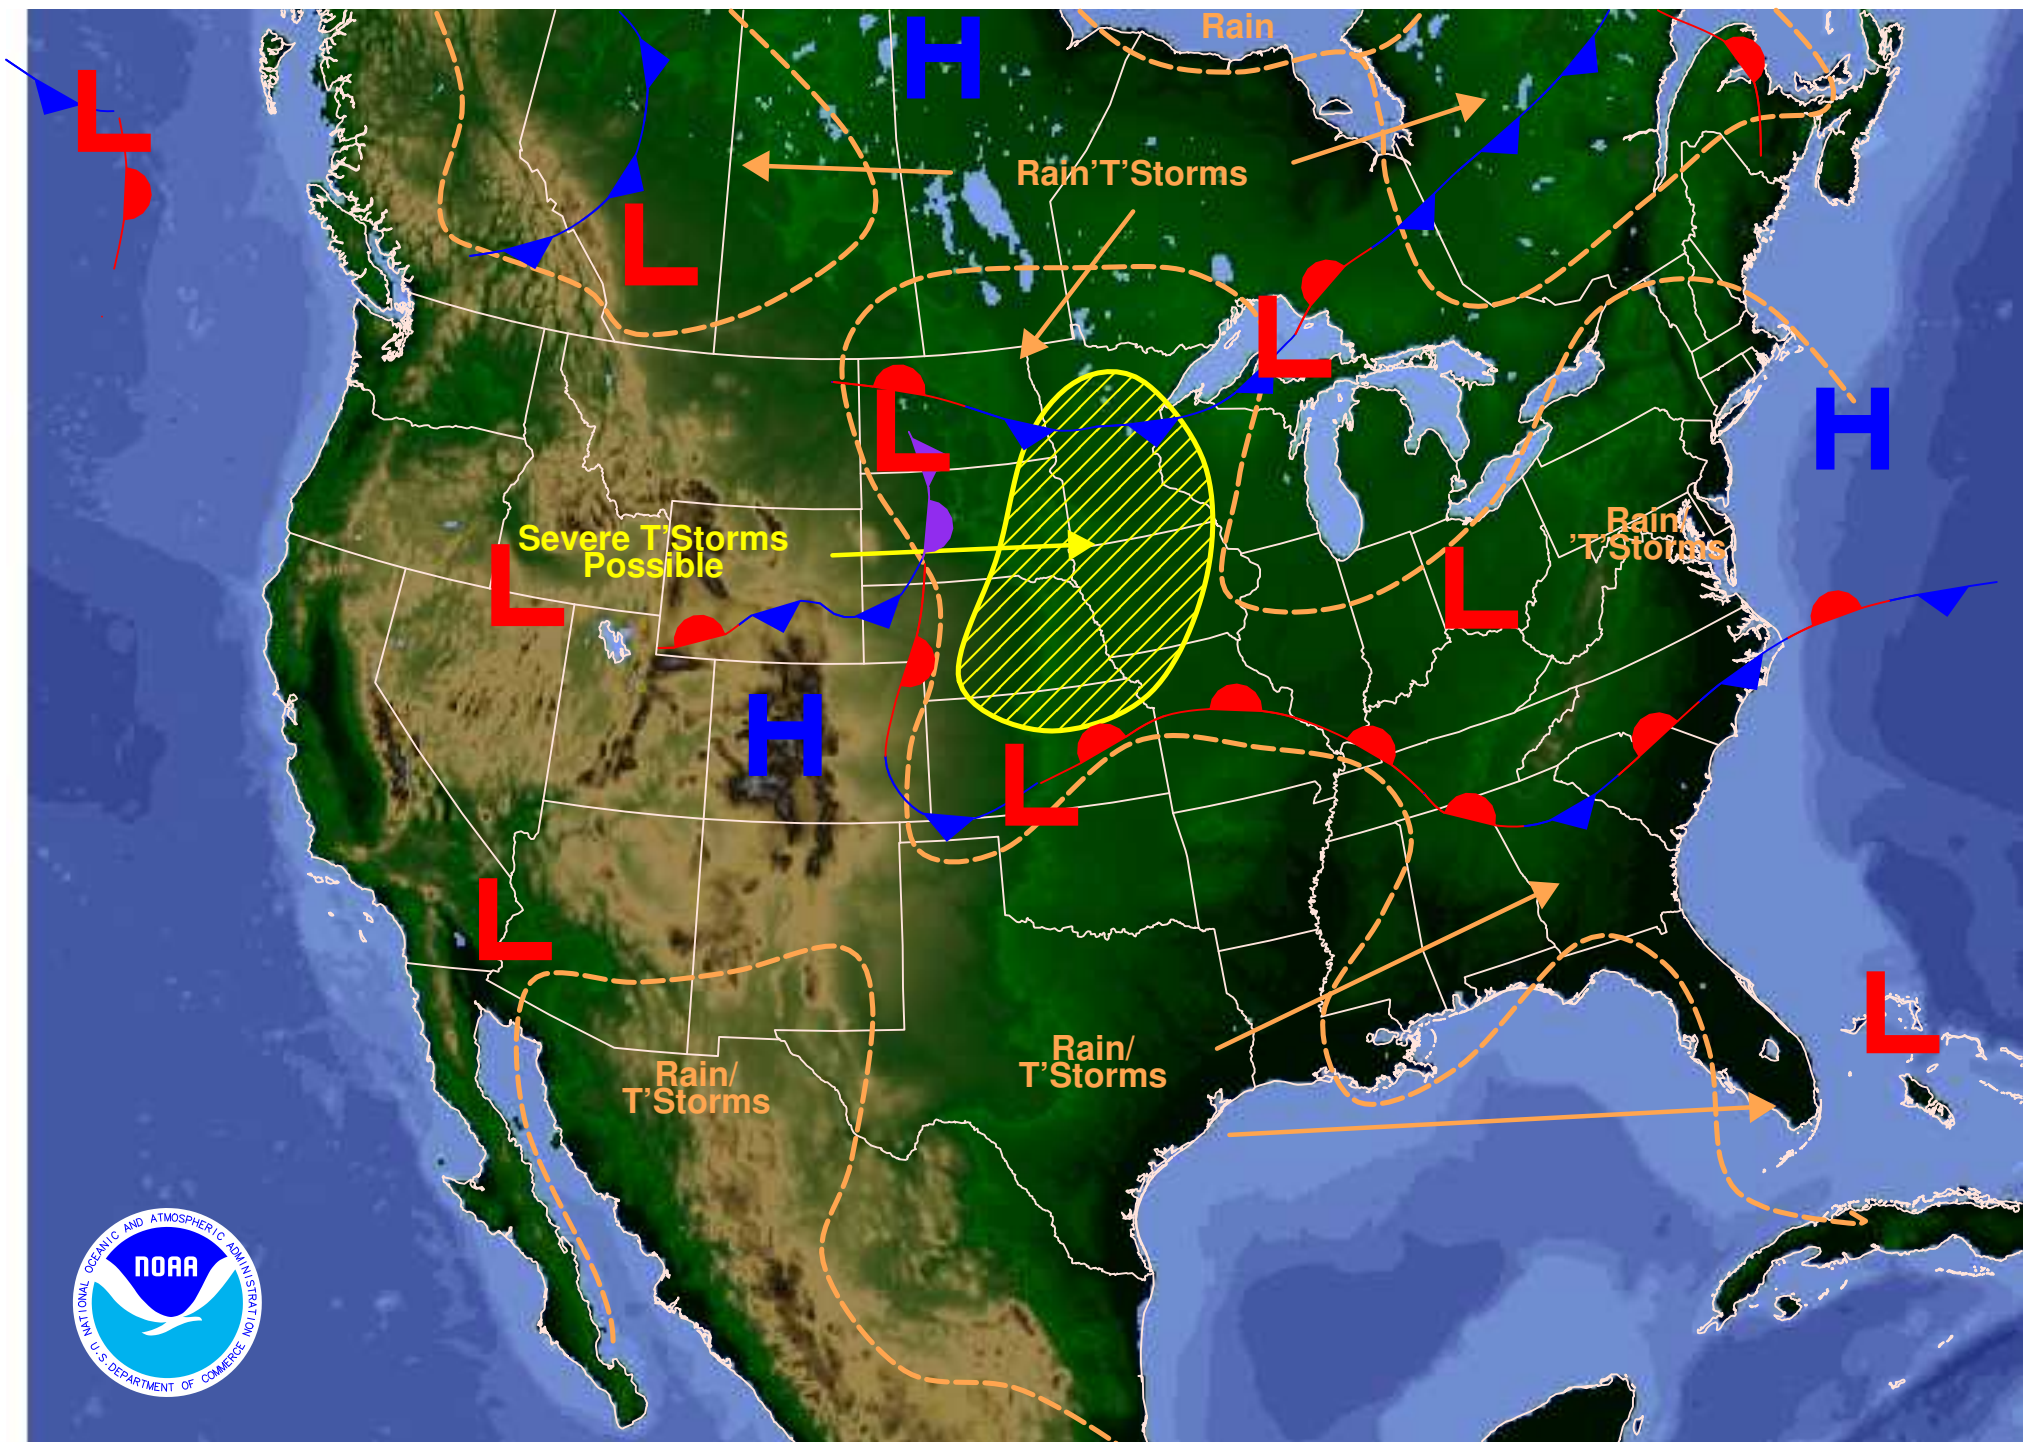 Rain
H
L
Rain'T'Storms
L
L
L
H
Severe T'Storms
Possible
Rain/
'T'Storms
L
L
H
L
L
L
Rain/
T'Storms
Rain/
T'Storms
NOAA
NATIONAL OCEANIC AND ATMOSPHERIC ADMINISTRATION
U.S. DEPARTMENT OF COMMERCE